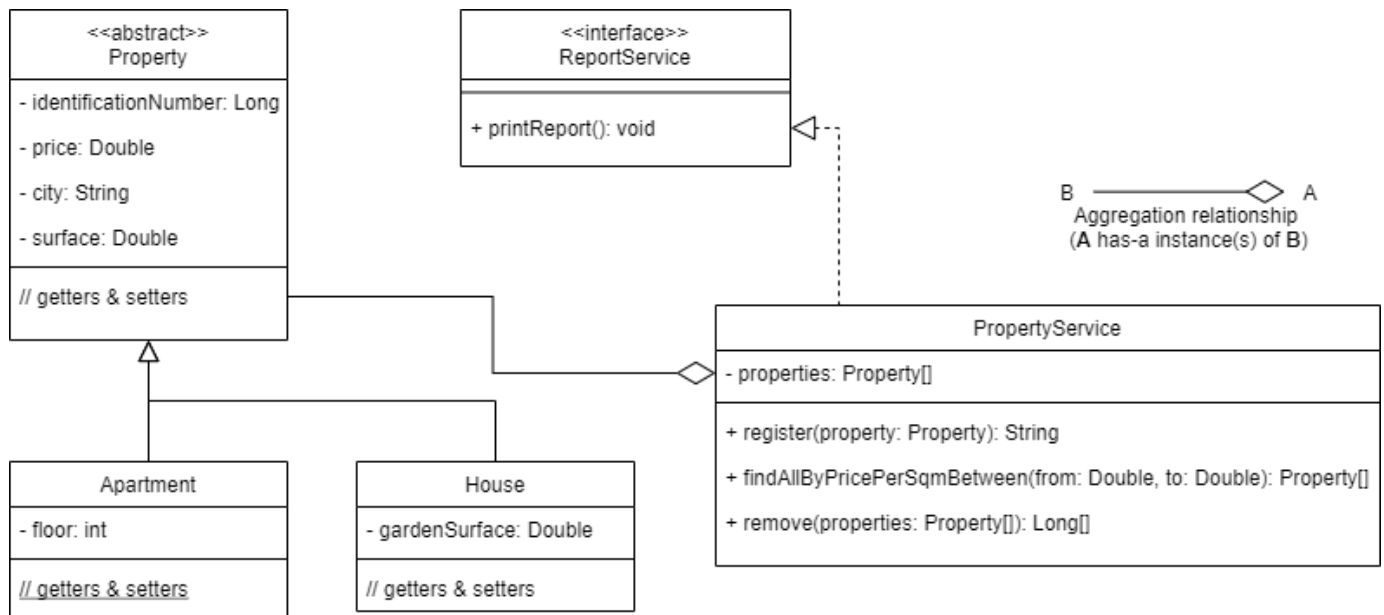 <<abstract>>
Property
- identificationNumber: Long
- price: Double
- city: String
- surface: Double
// getters & setters
<<interface>>
ReportService
+ printReport(): void
B
A
Aggregation relationship
(A has-a instance(s) of B)
PropertyService
- properties: Property[]
+ register(property: Property): String
+ findAllByPricePerSqmBetween(from: Double, to: Double): Property[]
+ remove(properties: Property[]): Long[]
Apartment
- floor: int
// getters & setters
House
- gardenSurface: Double
// getters & setters